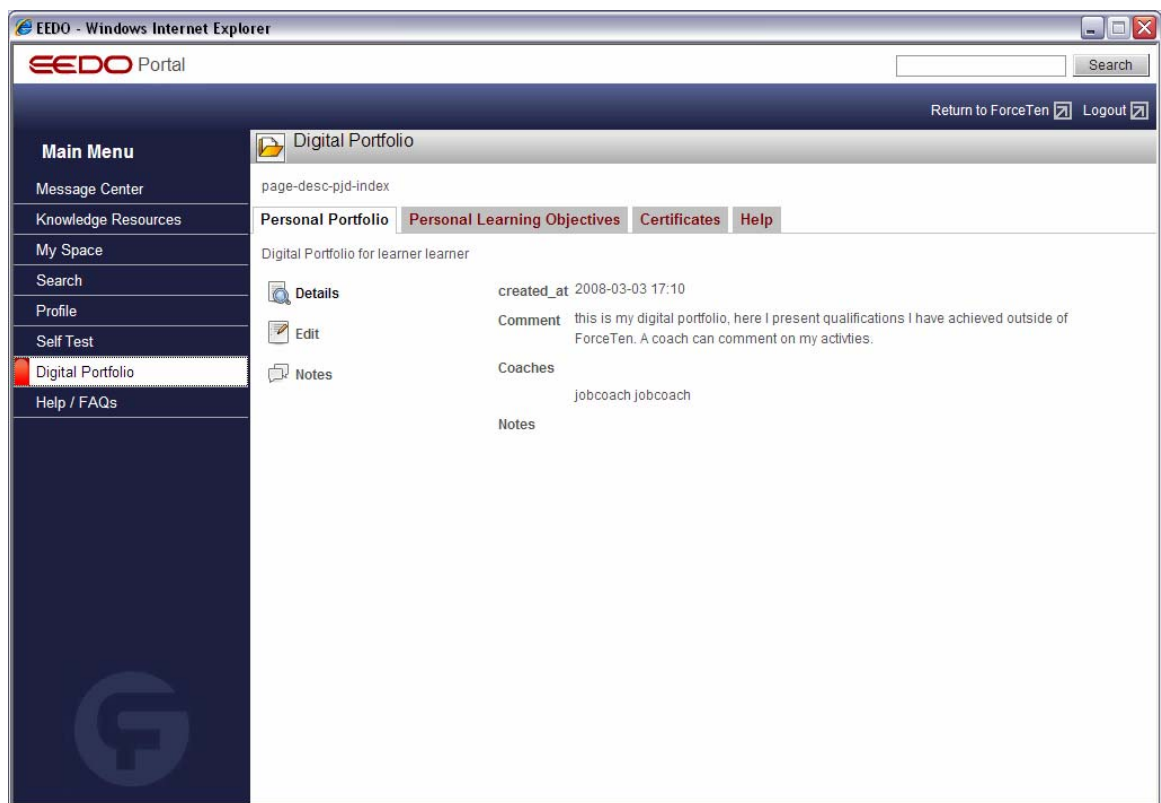 EEDO - Windows Internet Explorer
EEDO Portal
Search
Return to ForceTen Logout
Main Menu
Message Center
Knowledge Resources
My Space
Search
Profile
Self Test
Digital Portfolio
Help / FAQs
Digital Portfolio
page-desc-pjd-index
Personal Portfolio Personal Learning Objectives Certificates Help
Digital Portfolio for learner learner
Details
Edit
Notes
created_at 2008-03-03 17:10
Comment this is my digital portfolio, here I present qualifications I have achieved outside of
ForceTen. A coach can comment on my activties.
Coaches
jobcoach jobcoach
Notes